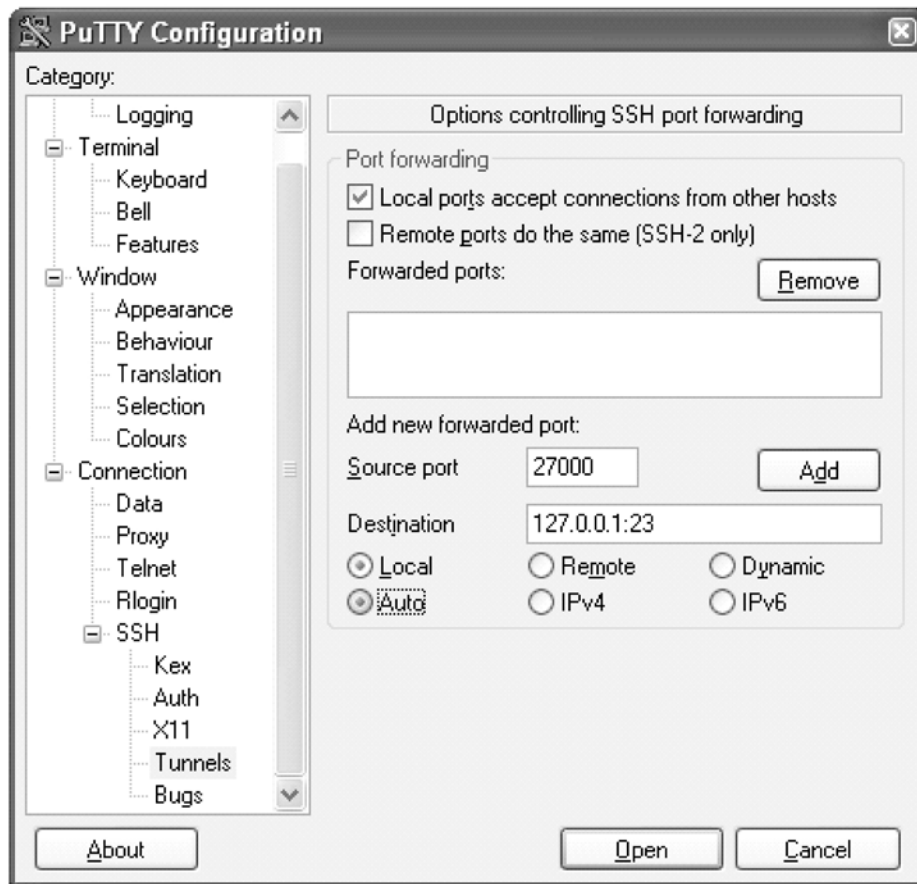 PuTTY Configuration
Category:
Logging
Terminal
Keyboard
Bell
Features
Window
Appearance
Behaviour
Translation
Selection
Colours
Connection
Data
Proxy
Telnet
Rlogin
SSH
Kex
Auth
X11
Tunnels
Bugs
Options controlling SSH port forwarding
Port forwarding
Local ports accept connections from other hosts
Remote ports do the same (SSH-2 only)
Forwarded ports:
Remove
Add new forwarded port:
Source port 27000 Add
Destination 127.0.0.1:23
Local Remote Dynamic
Auto IPv4 IPv6
About Open Cancel